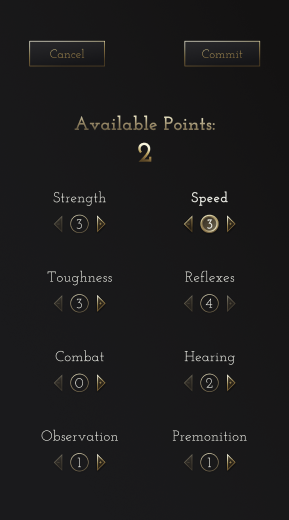 Cancel Commit
Available Points:
2
Strength Speed
3 3
Toughness Reflexes
3 4
Combat Hearing
0 2
Observation Premonition
1 1